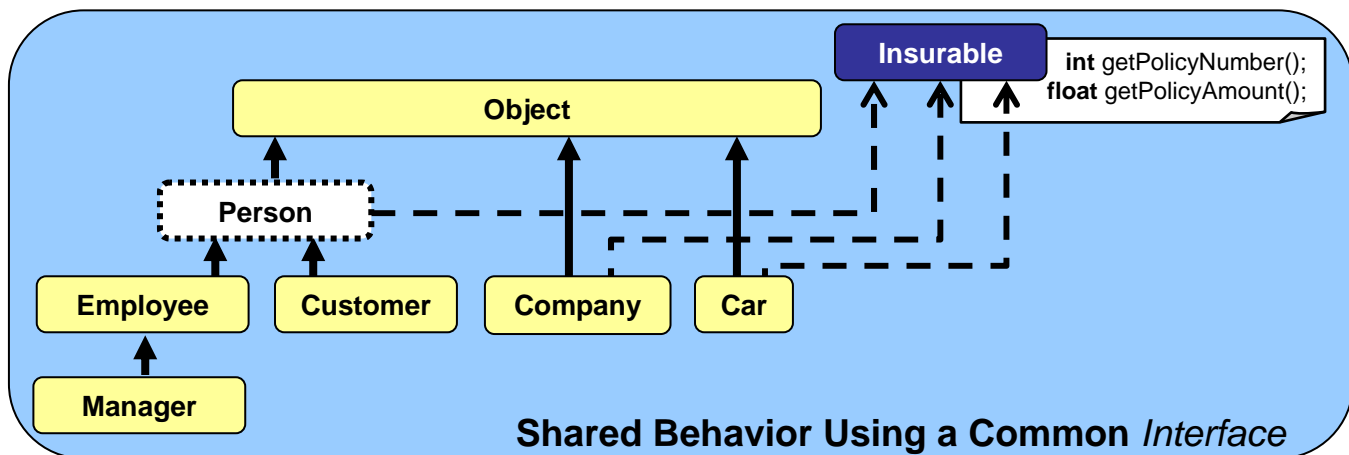 Insurable
int getPolicyNumber();
float getPolicyAmount();
Object
Person
Employee
Customer
Company
Car
Manager
Shared Behavior Using a Common Interface